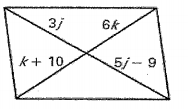 3j 6k
k + 10 5j – 9